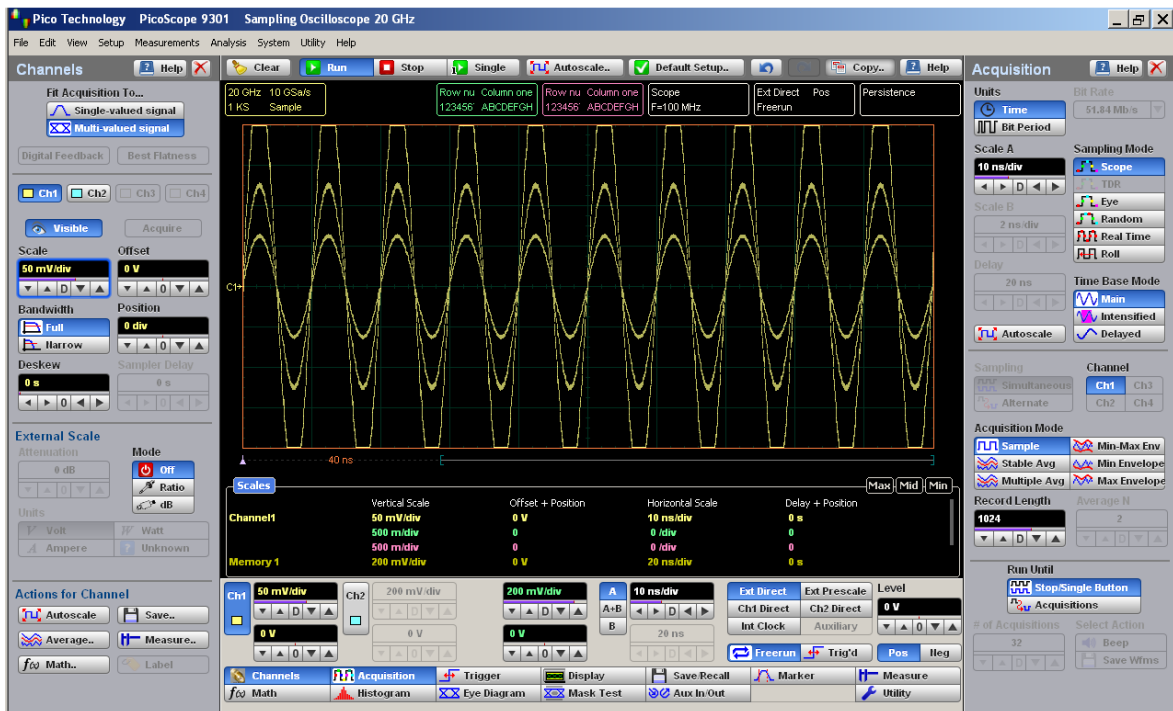 Pico Technology PicoScope 9301 Sampling Oscilloscope 20 GHz
File Edit View Setup Measurements Analysis System Utility Help
Channels
Help
Fit Acquisition To...
Single-valued signal
Multi-valued signal
Digital Feedback Best Flatness
Ch1 Ch2 Ch3 Ch4
Visible Acquire
Scale Offset
50 mV/div 0 V
D 0
Bandwidth Position
Full 0 div
Narrow 0
Deskew Sampler Delay
0 s 0 s
0 0
External Scale
Attenuation Mode
0 dB Off
0 Ratio
dB
Units
V Volt W Watt
A Ampere ? Unknown
Actions for Channel
Autoscale Save..
Average.. Measure..
f(x) Math.. Label
Clear Run Stop Single Autoscale.. Default Setup.. Copy.. Help
20 GHz 10 GSa/s
1 KS Sample
Row nu Column one
123456' ABCDEFGH
Row nu Column one
123456' ABCDEFGH
Scope
F=100 MHz
Ext Direct Pos
Freerun
Persistence
C1
40 ns
Scales Max Mid Min
Vertical Scale Offset + Position Horizontal Scale Delay + Position
Channel1 50 mV/div 0 V 10 ns/div 0 s
500 m/div 0 0 /div 0
500 m/div 0 0 /div 0
Memory 1 200 mV/div 0 V 20 ns/div 0 s
Ch1 50 mV/div Ch2 200 mV/div 200 mV/div A 10 ns/div Ext Direct Ext Prescale Level
D D D A+B D Ch1 Direct Ch2 Direct 0 V
0 V 0 V 0 V B 20 ns Int Clock Auxiliary 0
0 0 0 D Freerun Trig'd Pos Neg
Channels Acquisition Trigger Display Save/Recall Marker Measure
f(x) Math Histogram Eye Diagram Mask Test Aux In/Out Utility
Acquisition
Help
Units Bit Rate
Time 51.84 Mb/s
Bit Period
Scale A Sampling Mode
10 ns/div Scope
D TDR
Scale B Eye
2 ns/div Random
D Real Time
Delay Roll
20 ns Time Base Mode
D Main
Intensified
Autoscale Delayed
Sampling Channel
Simultaneous Ch1 Ch3
Alternate Ch2 Ch4
Acquisition Mode
Sample Min-Max Env
Stable Avg Min Envelope
Multiple Avg Max Envelope
Record Length Average N
1024 2
D D
Run Until
Stop/Single Button
Acquisitions
# of Acquisitions Select Action
32 Beep
D Save Wfms